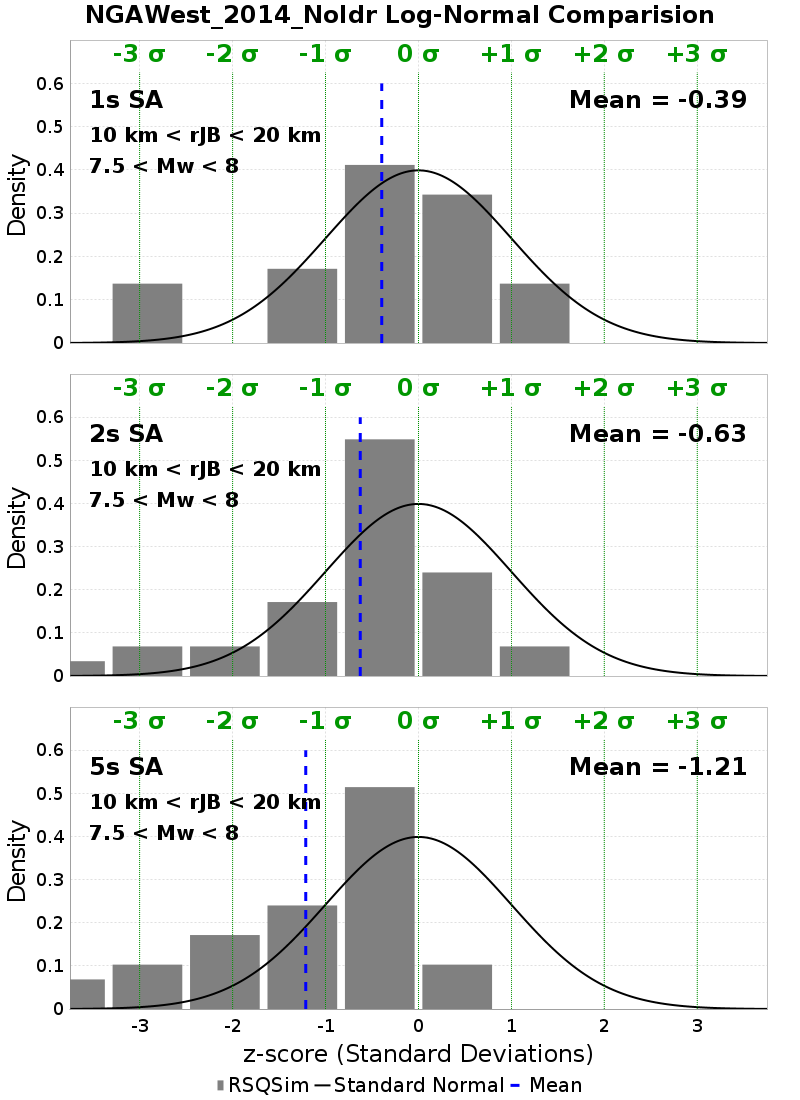 NGAWest_2014_NoIdr Log-Normal Comparision
-3 σ -2 σ -1 σ 0 σ +1 σ +2 σ +3 σ
1s SA
Mean = -0.39
10 km < rJB < 20 km
7.5 < Mw < 8
Density
0.6
0.5
0.4
0.3
0.2
0.1
0
-3 σ -2 σ -1 σ 0 σ +1 σ +2 σ +3 σ
2s SA
Mean = -0.63
10 km < rJB < 20 km
7.5 < Mw < 8
Density
0.6
0.5
0.4
0.3
0.2
0.1
0
-3 σ -2 σ -1 σ 0 σ +1 σ +2 σ +3 σ
5s SA
Mean = -1.21
10 km < rJB < 20 km
7.5 < Mw < 8
Density
0.6
0.5
0.4
0.3
0.2
0.1
0
-3 -2 -1 0 1 2 3
z-score (Standard Deviations)
RSQSim Standard Normal Mean